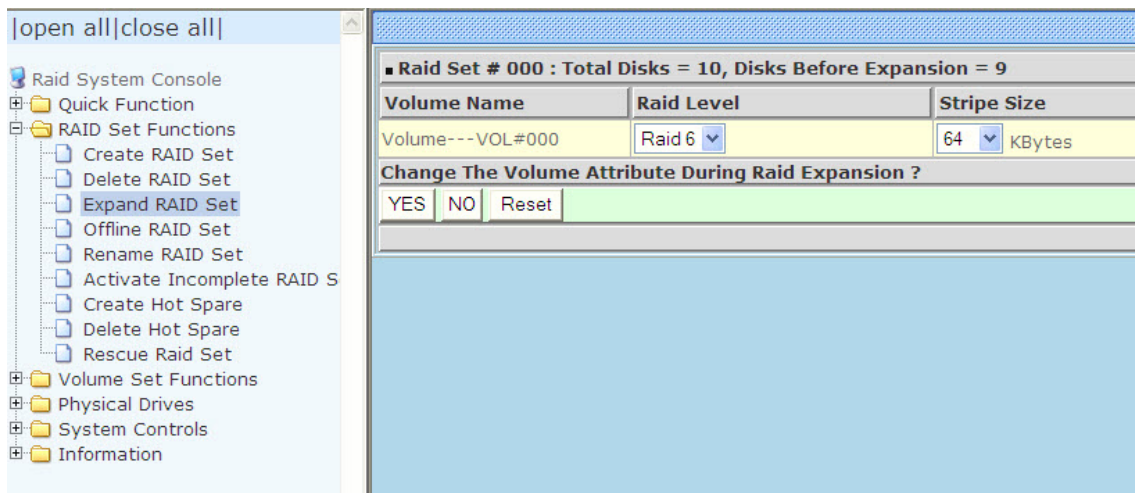 |open all|close all|
Raid System Console
Quick Function
RAID Set Functions
Create RAID Set
Delete RAID Set
Expand RAID Set
Offline RAID Set
Rename RAID Set
Activate Incomplete RAID S
Create Hot Spare
Delete Hot Spare
Rescue Raid Set
Volume Set Functions
Physical Drives
System Controls
Information
Raid Set # 000 : Total Disks = 10, Disks Before Expansion = 9
Volume Name Raid Level Stripe Size
Volume---VOL#000 Raid 6 64 KBytes
Change The Volume Attribute During Raid Expansion ?
YES NO Reset